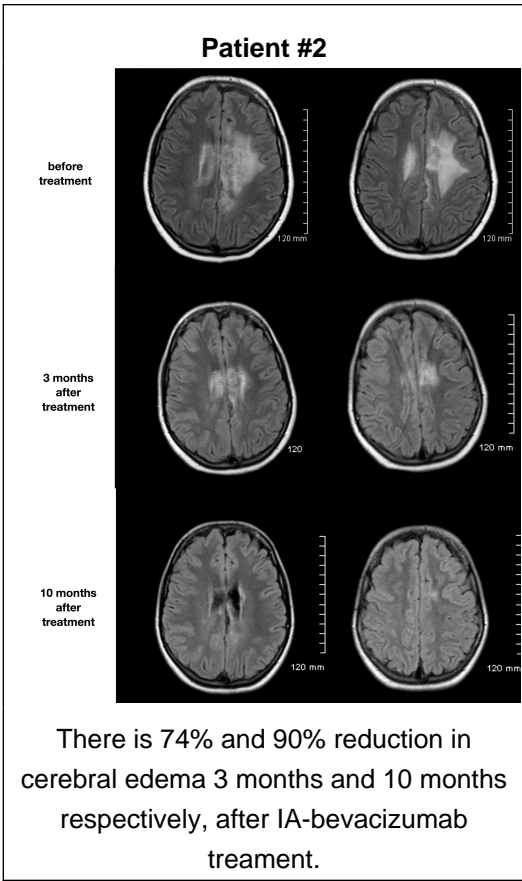 Patient #2
before
treatment
120 mm
120 mm
3 months
after
treatment
120
120 mm
10 months
after
treatment
120 mm
120 mm
There is 74% and 90% reduction in
cerebral edema 3 months and 10 months
respectively, after IA-bevacizumab
treament.